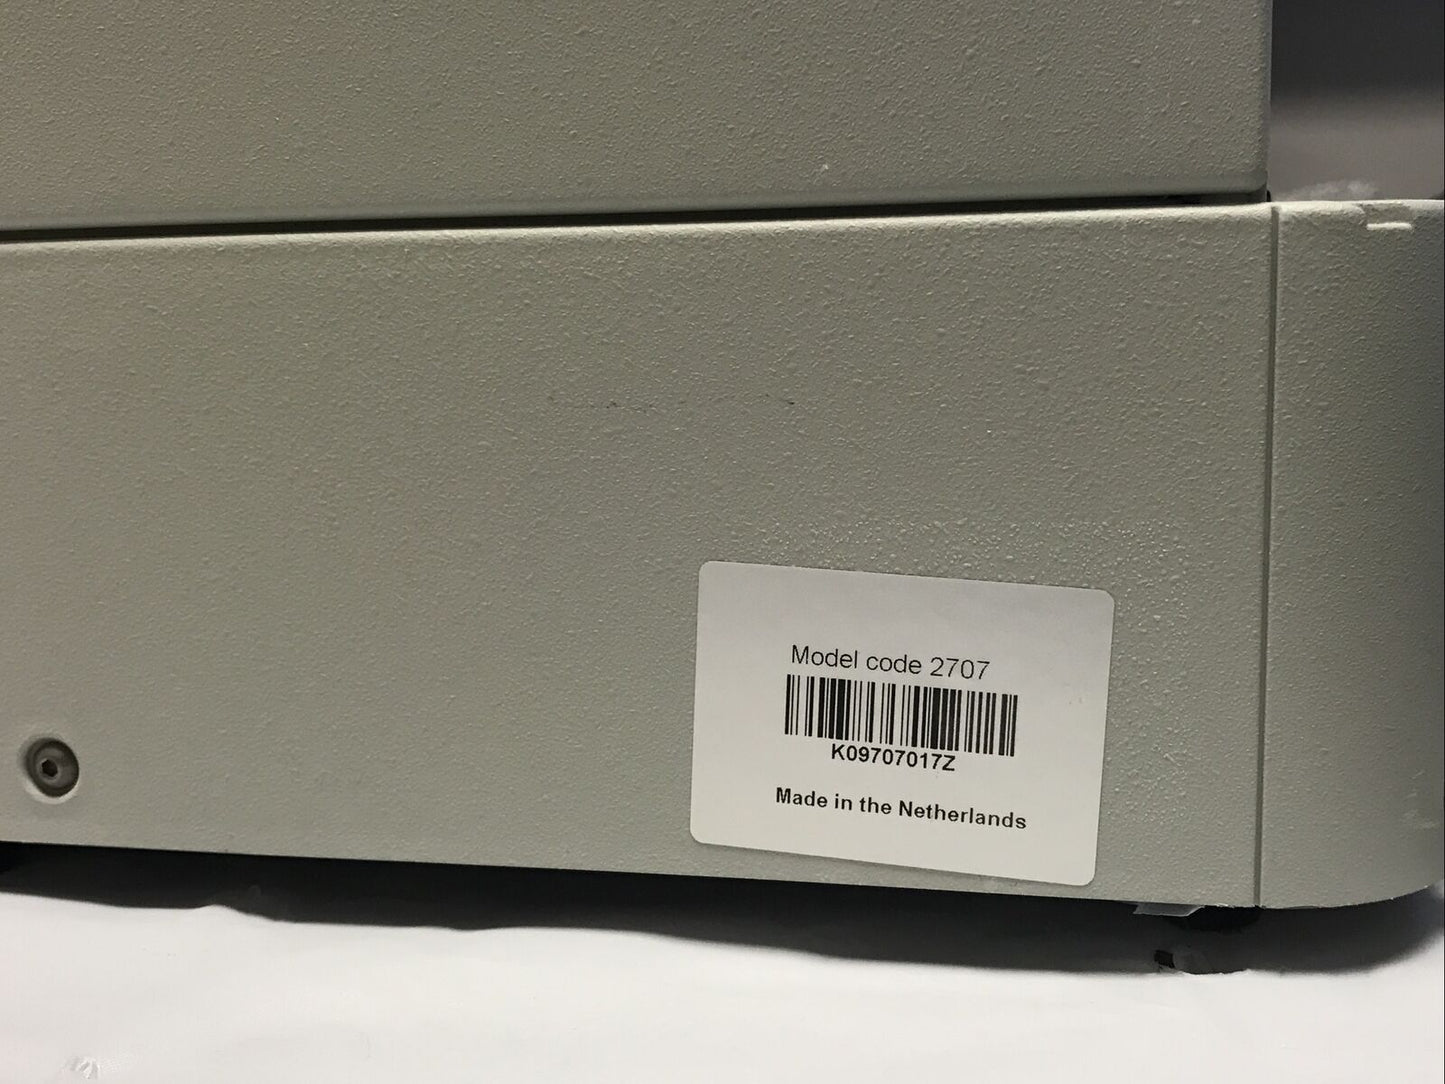 Model code 2707
K09707017Z
Made in the Netherlands